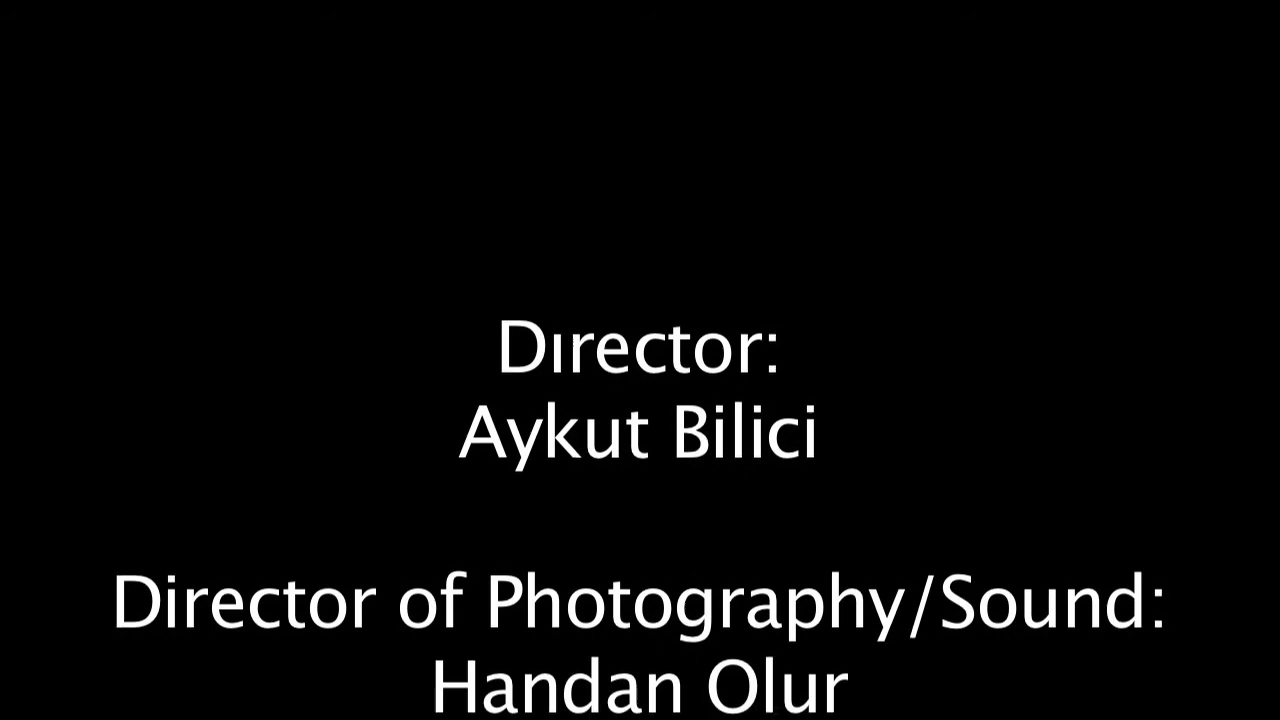 Dırector:
Aykut Bilici
Director of Photography/Sound:
Handan Olur